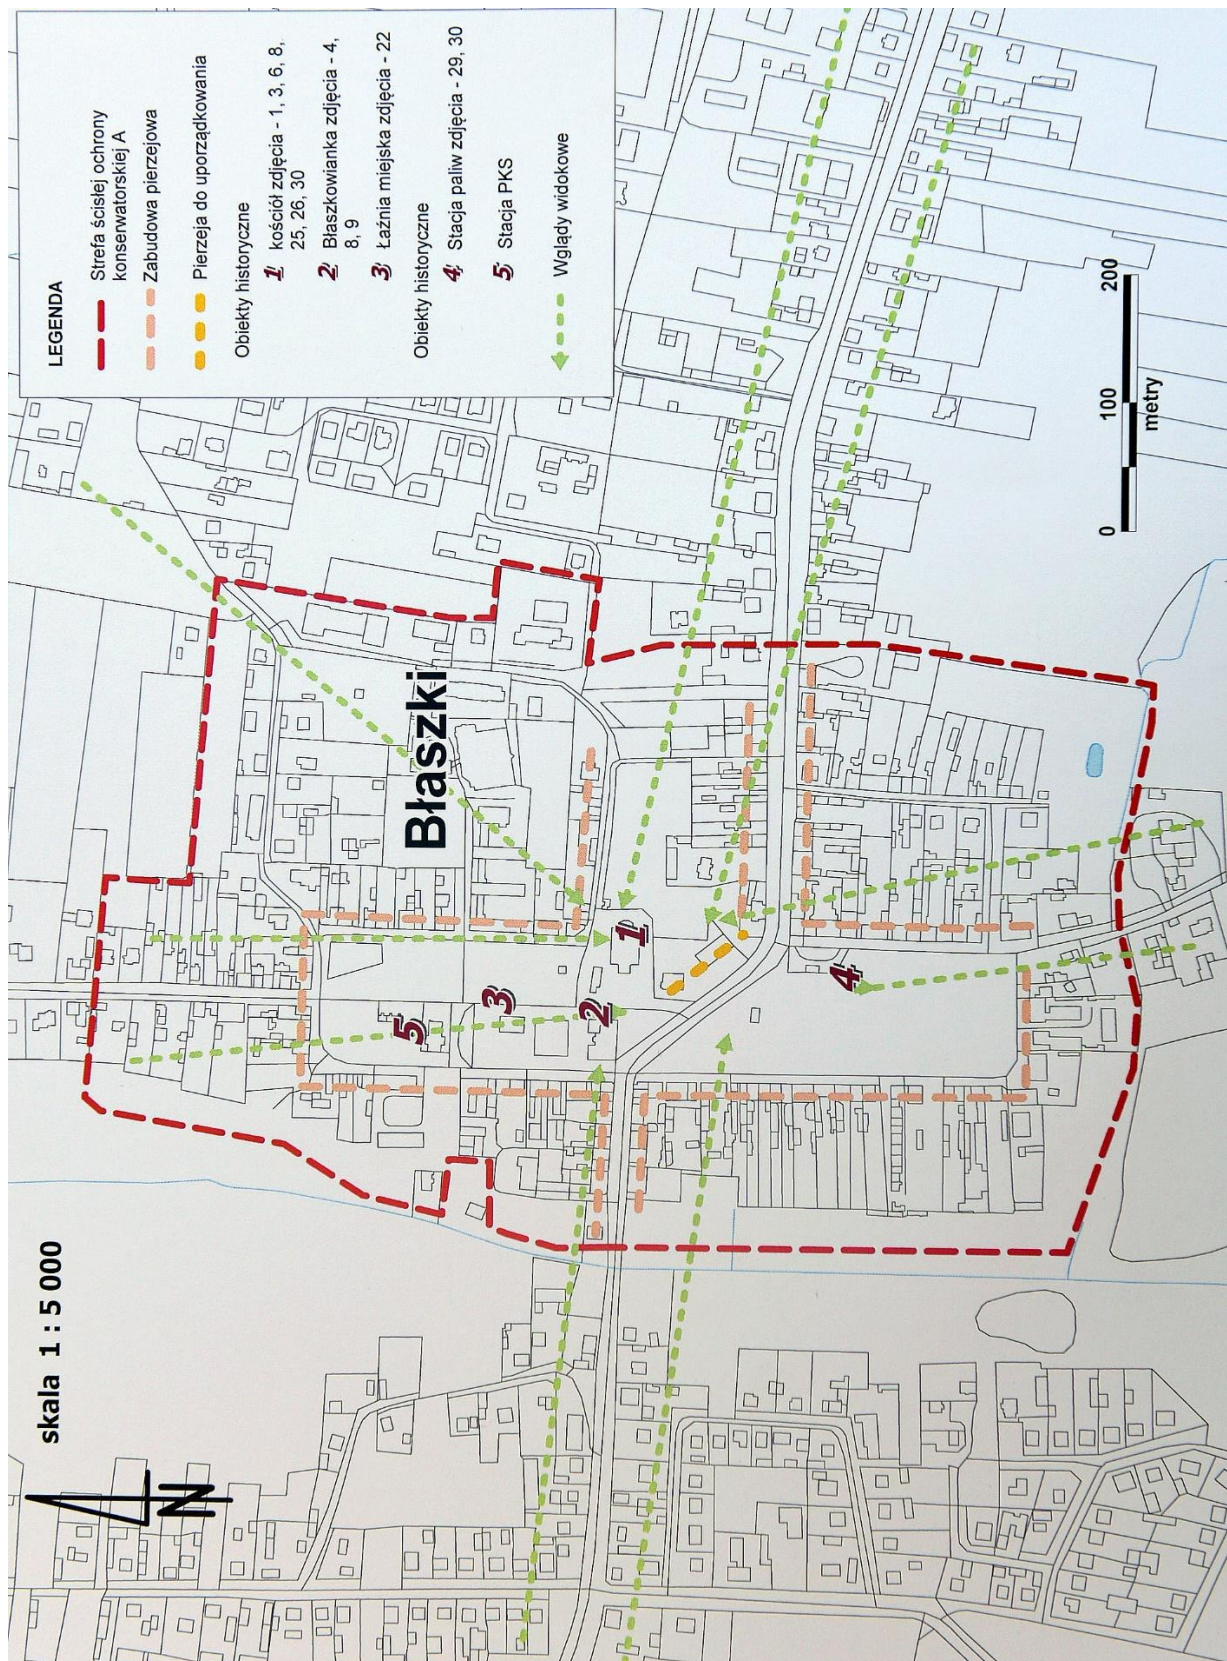 skala 1 : 5 000
N
Błaszki
1
2
3
4
5
LEGENDA
Strefa ścisłej ochrony
konserwatorskiej A
Zabudowa pierzejowa
Pierzeja do uporządkowania
Obiekty historyczne
1 kościół zdjęcia - 1, 3, 6, 8,
25, 26, 30
2 Błaszkowianka zdjęcia - 4,
8, 9
3 Łaźnia miejska zdjęcia - 22
Obiekty historyczne
4 Stacja paliw zdjęcia - 29, 30
5 Stacja PKS
Wglądy widokowe
0 100 200
metry